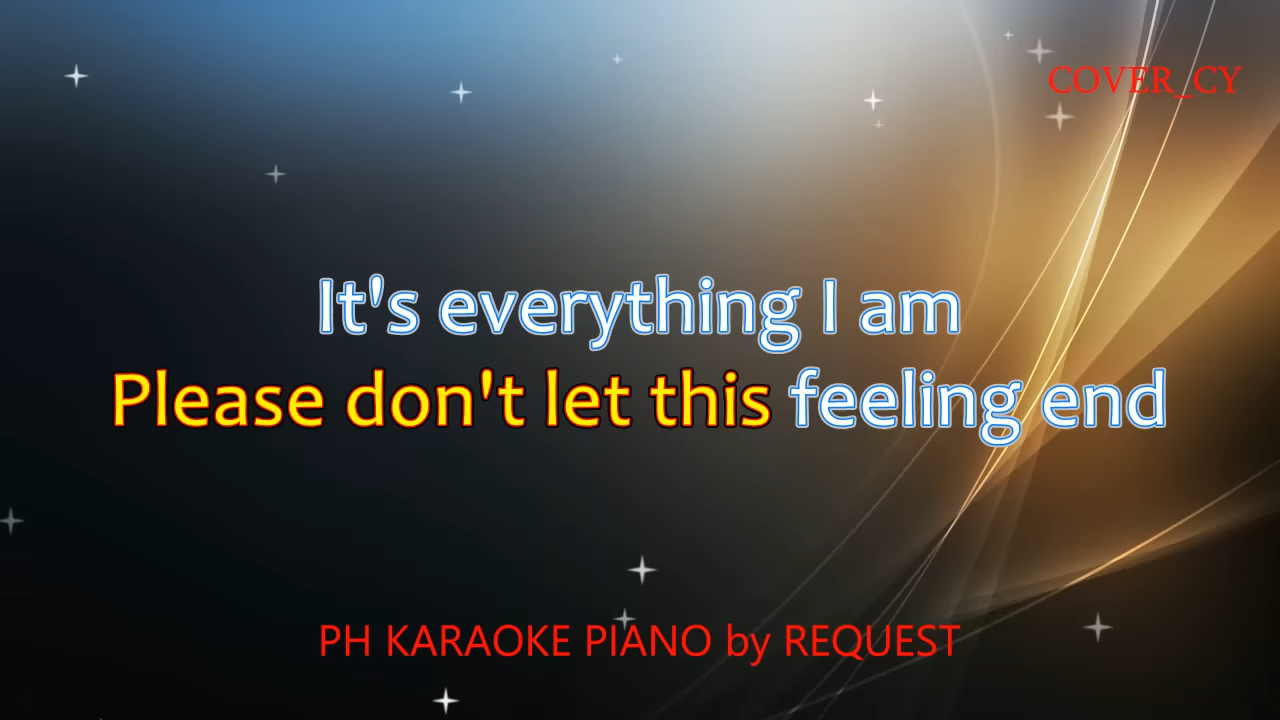 COVER_CY
It's everything I am
Please don't let this feeling end
PH KARAOKE PIANO by REQUEST